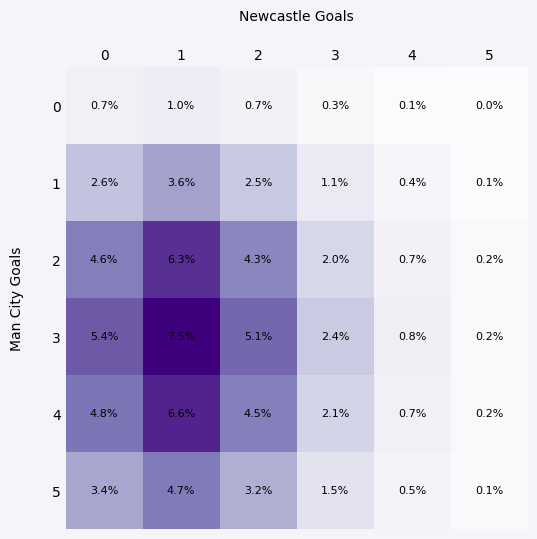 Newcastle Goals
0 1 2 3 4 5
0 0.7% 1.0% 0.7% 0.3% 0.1% 0.0%
1 2.6% 3.6% 2.5% 1.1% 0.4% 0.1%
2 4.6% 6.3% 4.3% 2.0% 0.7% 0.2%
Man City Goals
3 5.4% 7.5% 5.1% 2.4% 0.8% 0.2%
4 4.8% 6.6% 4.5% 2.1% 0.7% 0.2%
5 3.4% 4.7% 3.2% 1.5% 0.5% 0.1%